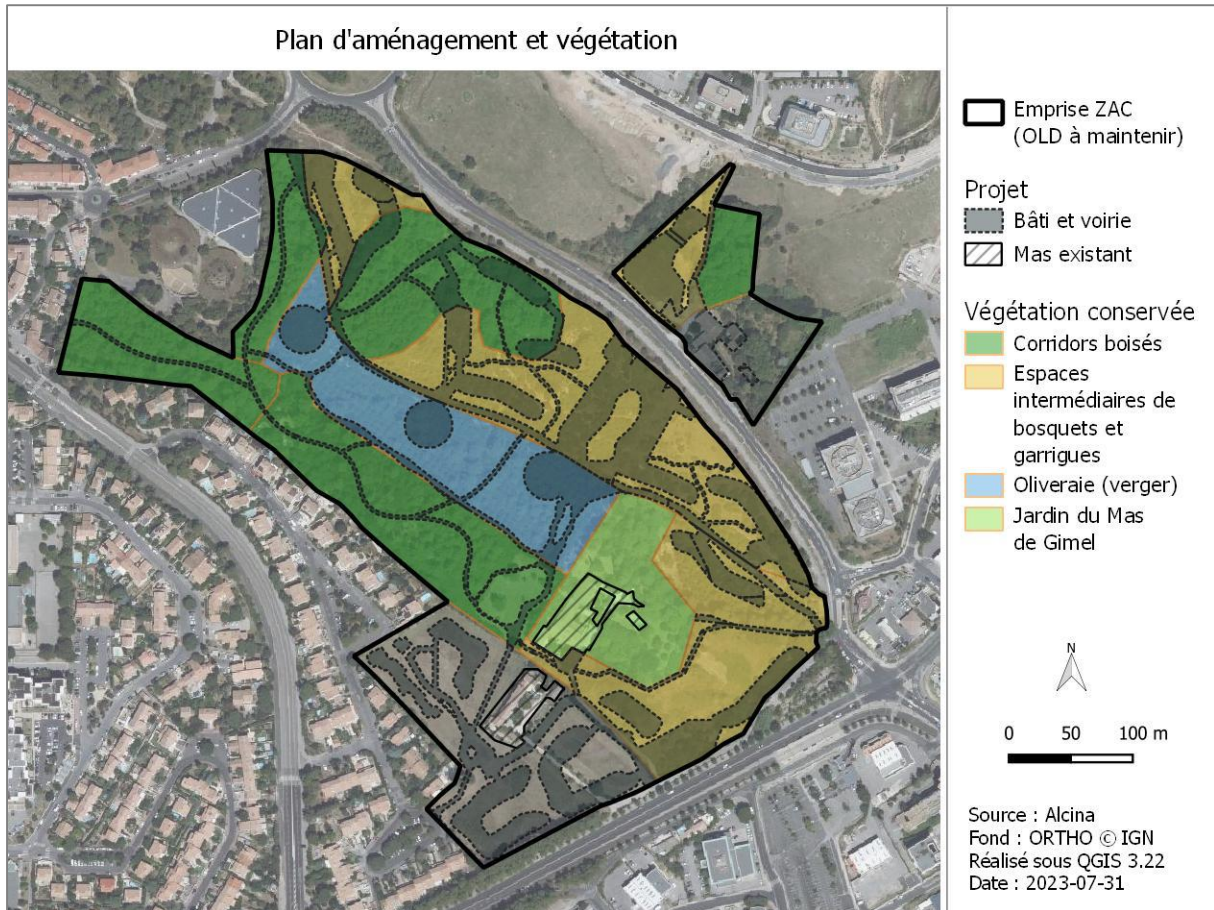 Plan d'aménagement et végétation
Emprise ZAC
(OLD à maintenir)
Projet
Bâti et voirie
Mas existant
Végétation conservée
Corridors boisés
Espaces
intermédiaires de
bosquets et
garrigues
Oliveraie (verger)
Jardin du Mas
de Gimel
N
0 50 100 m
Source : Alcina
Fond : ORTHO © IGN
Réalisé sous QGIS 3.22
Date : 2023-07-31